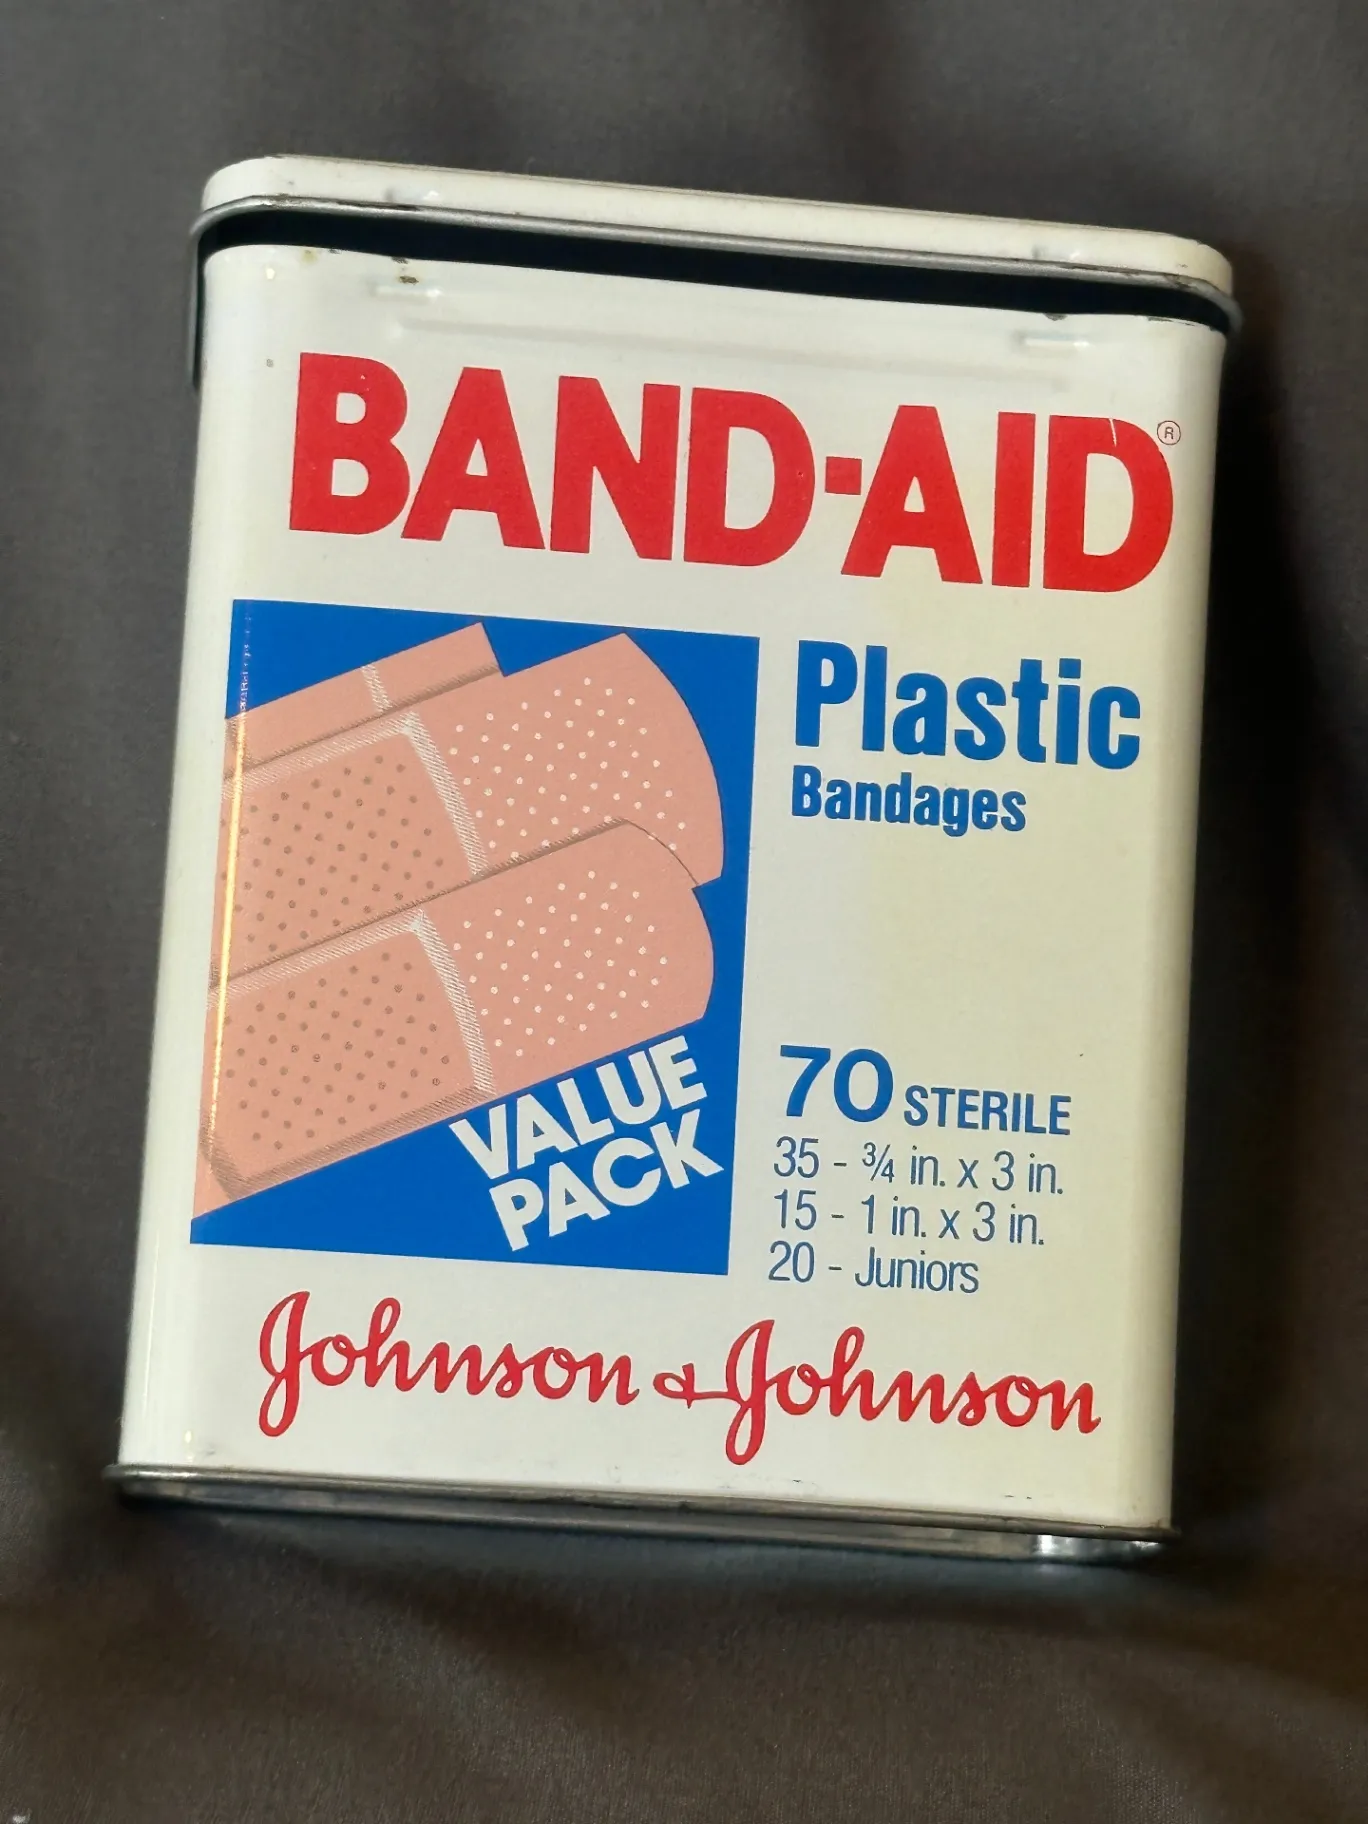 BAND-AID®
Plastic
Bandages
VALUE
PACK
70 STERILE
35 - ¾ in. x 3 in.
15 - 1 in. x 3 in.
20 - Juniors
Johnson & Johnson